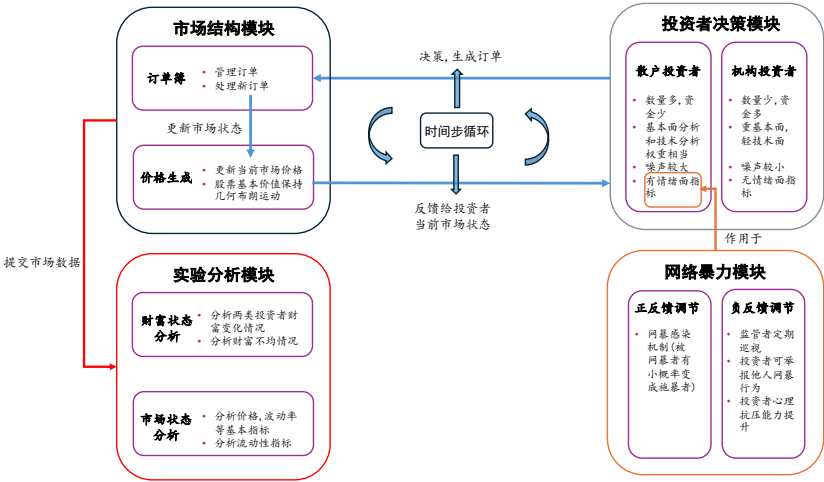 市场结构模块
订单簿
• 管理订单
• 处理新订单
更新市场状态
价格生成
• 更新当前市场价格
• 股票基本价值保持
几何布朗运动
决策,生成订单
时间步循环
反馈给投资者
当前市场状态
投资者决策模块
散户投资者
• 数量多,资
金少
• 基本面分析
和技术分析
权重相当
• 噪声较大
• 有情绪面指
标
机构投资者
• 数量少,资
金多
• 重基本面,
轻技术面
• 噪声较小
• 无情绪面指
标
作用于
提交市场数据
实验分析模块
财富状态
分析
• 分析两类投资者财
富变化情况
• 分析财富不均情况
市场状态
分析
• 分析价格,波动率
等基本指标
• 分析流动性指标
网络暴力模块
正反馈调节
• 网暴感染
机制(被
网暴者有
小概率变
成施暴者)
负反馈调节
• 监管者定期
巡视
• 投资者可举
报他人网暴
行为
• 投资者心理
抗压能力提
升